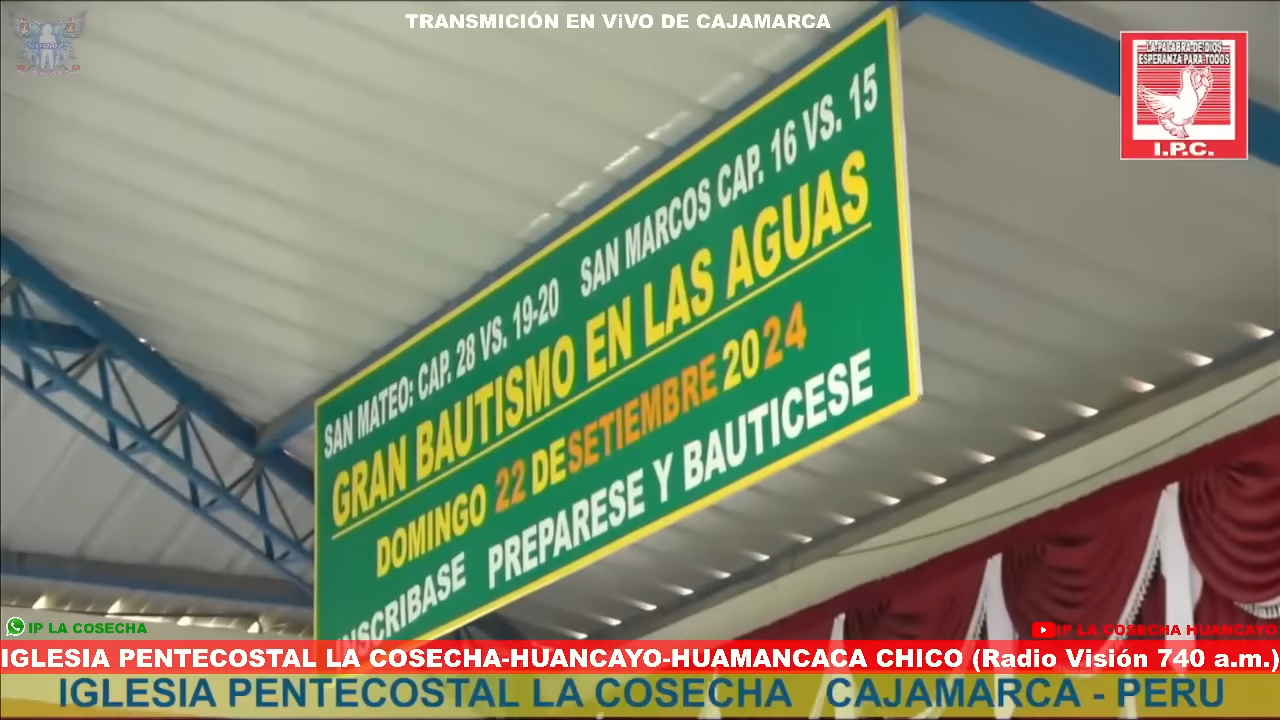 TRANSMICIÓN EN ViVO DE CAJAMARCA
LA PALABRA DE DIOS
ESPERANZA PARA TODOS
I.P.C.
SAN MATEO: CAP. 28 VS. 19-20 SAN MARCOS CAP. 16 VS. 15
GRAN BAUTISMO EN LAS AGUAS
DOMINGO 22 DE SETIEMBRE 2024
INSCRIBASE PREPARESE Y BAUTICESE
IP LA COSECHA
IP LA COSECHA HUANCAYO
IGLESIA PENTECOSTAL LA COSECHA-HUANCAYO-HUAMANCACA CHICO (Radio Visión 740 a.m.)
IGLESIA PENTECOSTAL LA COSECHA CAJAMARCA - PERU